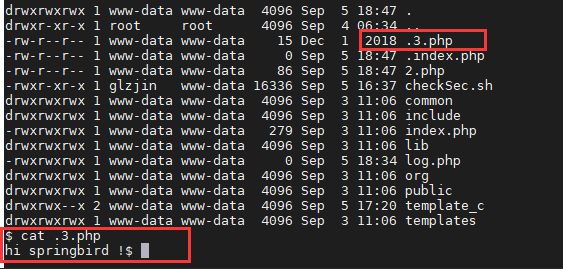 drwxrwxrwx 1 www-data www-data 4096 Sep 5 18:47 .
drwxr-xr-x 1 root root 4096 Sep 4 06:34 ..
-rw-r--r-- 1 www-data www-data 15 Dec 1 2018 .3.php
-rw-r--r-- 1 www-data www-data 0 Sep 5 18:47 .index.php
-rw-r--r-- 1 www-data www-data 86 Sep 5 18:47 2.php
-rwxr-xr-x 1 glzjin www-data 16336 Sep 5 16:37 checkSec.sh
drwxrwxrwx 1 www-data www-data 4096 Sep 3 11:06 common
drwxrwxrwx 1 www-data www-data 4096 Sep 3 11:06 include
-rwxrwxrwx 1 www-data www-data 279 Sep 3 11:06 index.php
drwxrwxrwx 1 www-data www-data 4096 Sep 3 11:06 lib
-rwxrwxrwx 1 www-data www-data 0 Sep 5 18:34 log.php
drwxrwxrwx 1 www-data www-data 4096 Sep 3 11:06 org
drwxrwxrwx 1 www-data www-data 4096 Sep 3 11:06 public
drwxrwx--x 2 www-data www-data 4096 Sep 5 17:20 template_c
drwxrwxrwx 1 www-data www-data 4096 Sep 3 11:06 templates
$ cat .3.php
hi springbird !$